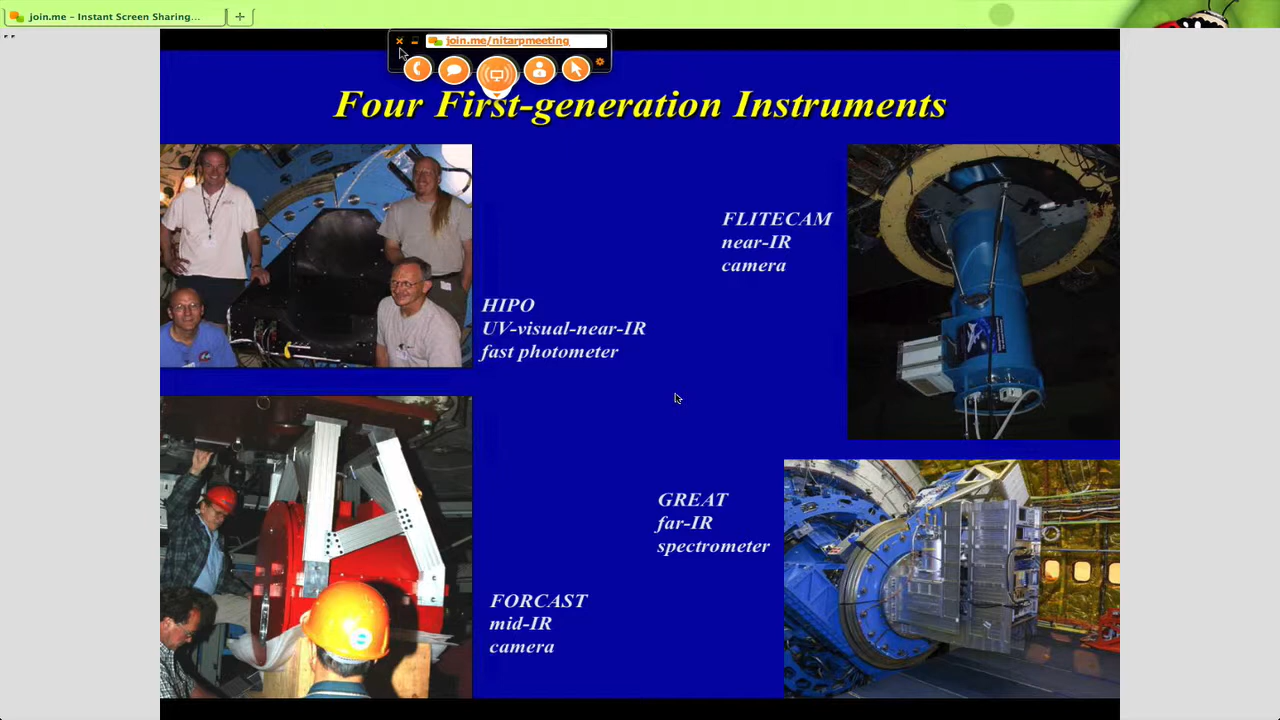 join.me – Instant Screen Sharing...
join.me/nitarpmeeting
Four First-generation Instruments
FLITECAM
near-IR
camera
HIPO
UV-visual-near-IR
fast photometer
GREAT
far-IR
spectrometer
FORCAST
mid-IR
camera